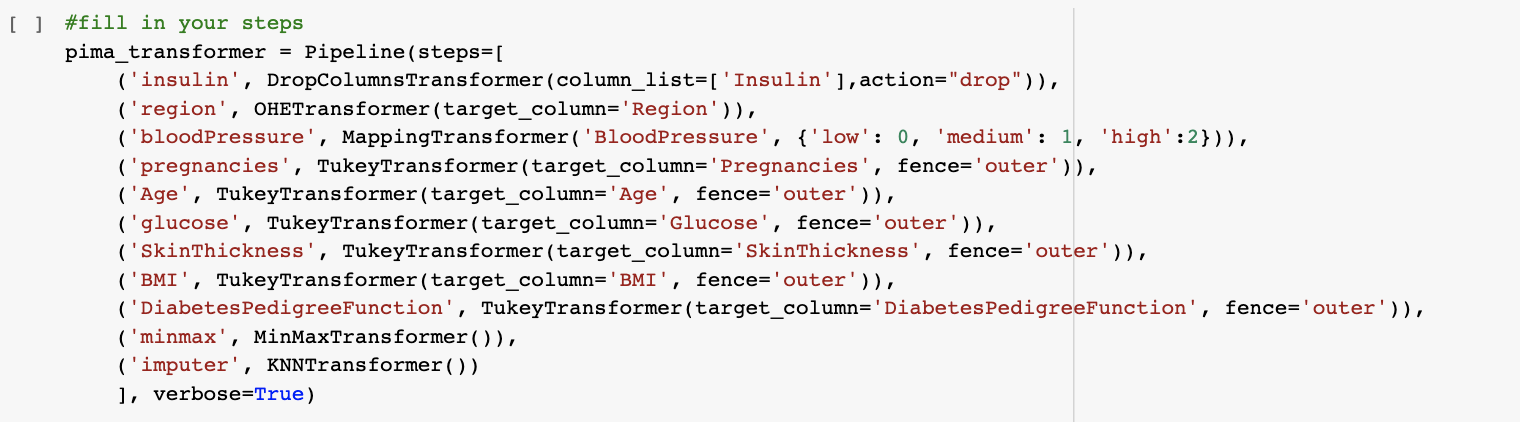 [ ] #fill in your steps
pima_transformer = Pipeline(steps=[
    ('insulin', DropColumnsTransformer(column_list=['Insulin'],action="drop")),
    ('region', OHETransformer(target_column='Region')),
    ('bloodPressure', MappingTransformer('BloodPressure', {'low': 0, 'medium': 1, 'high':2})),
    ('pregnancies', TukeyTransformer(target_column='Pregnancies', fence='outer')),
    ('Age', TukeyTransformer(target_column='Age', fence='outer')),
    ('glucose', TukeyTransformer(target_column='Glucose', fence='outer')),
    ('SkinThickness', TukeyTransformer(target_column='SkinThickness', fence='outer')),
    ('BMI', TukeyTransformer(target_column='BMI', fence='outer')),
    ('DiabetesPedigreeFunction', TukeyTransformer(target_column='DiabetesPedigreeFunction', fence='outer')),
    ('minmax', MinMaxTransformer()),
    ('imputer', KNNTransformer())
    ], verbose=True)